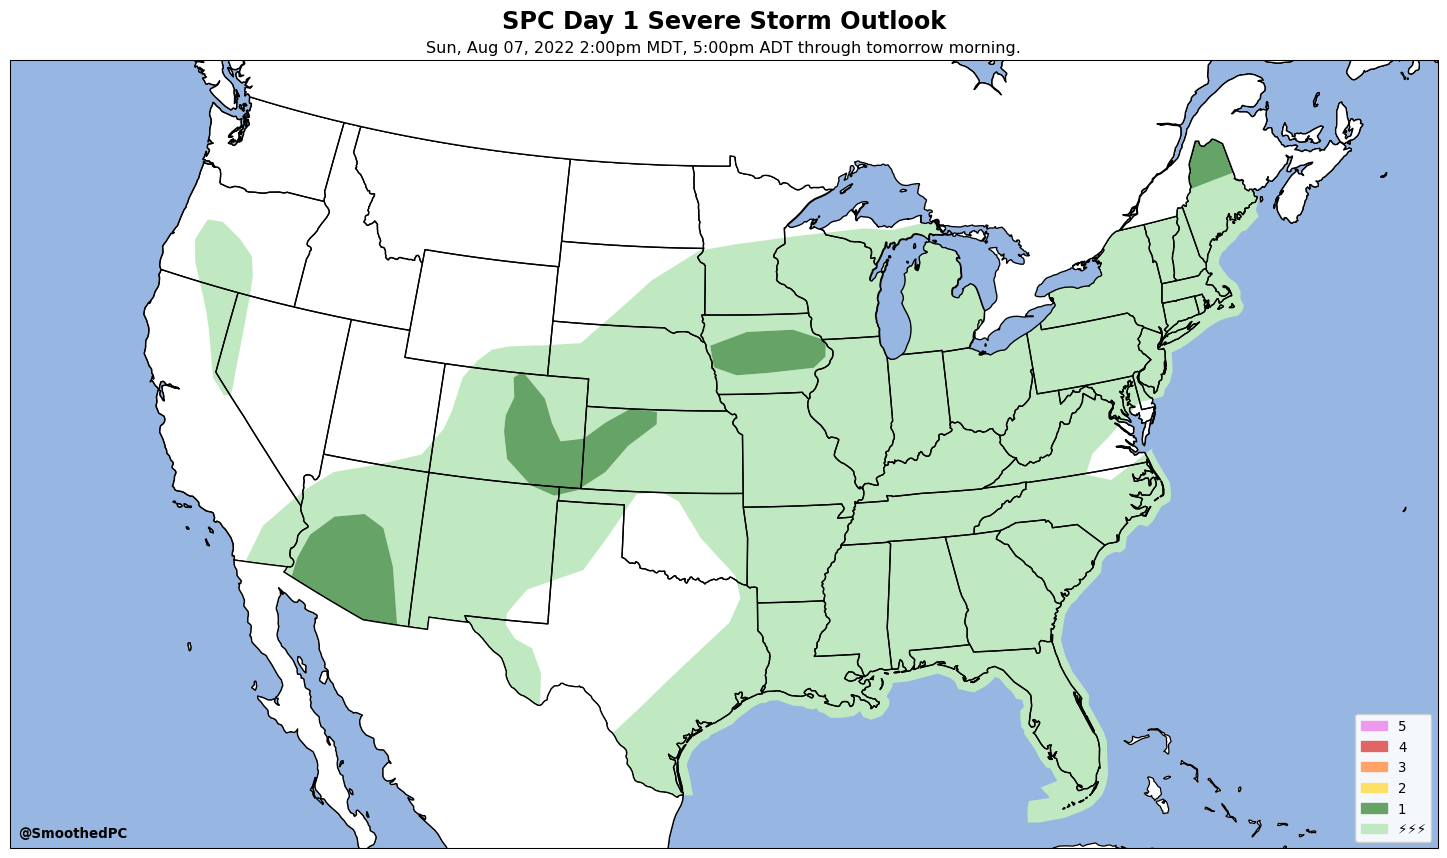 SPC Day 1 Severe Storm Outlook
Sun, Aug 07, 2022 2:00pm MDT, 5:00pm ADT through tomorrow morning.
5
4
3
2
1
⚡⚡⚡
@SmoothedPC